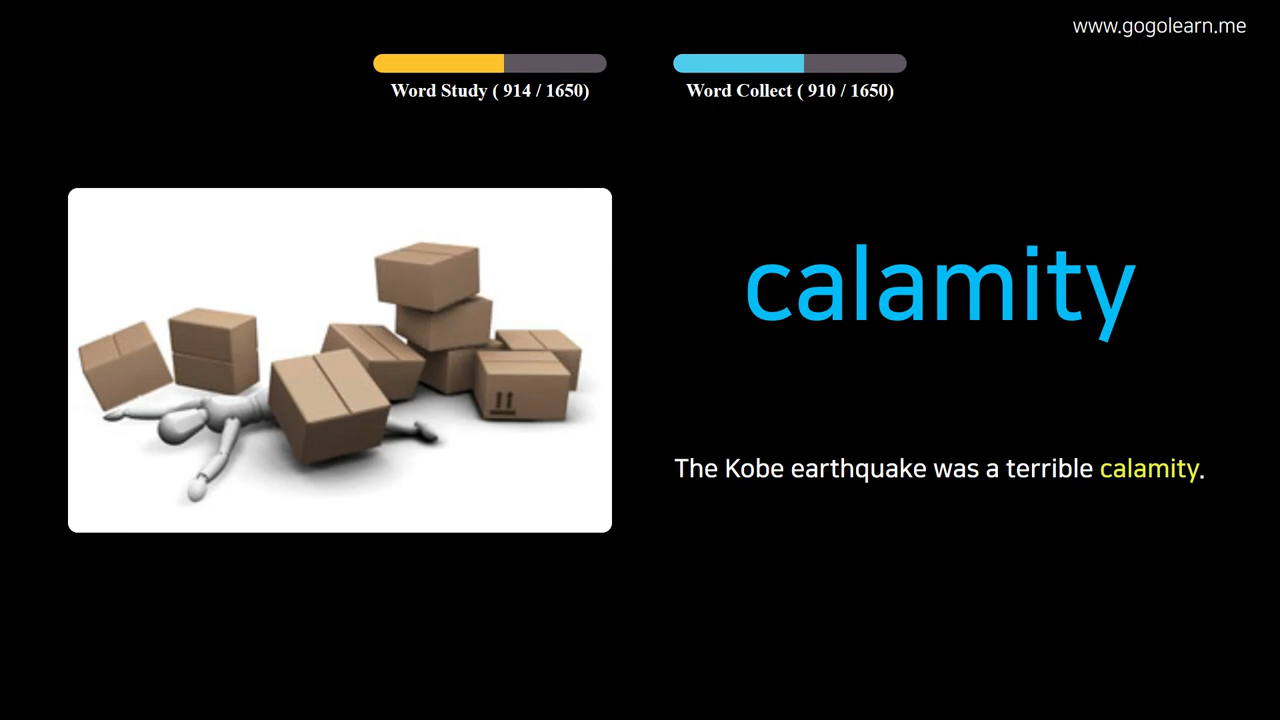 www.gogolearn.me
Word Study ( 914 / 1650)
Word Collect ( 910 / 1650)
calamity
The Kobe earthquake was a terrible calamity.